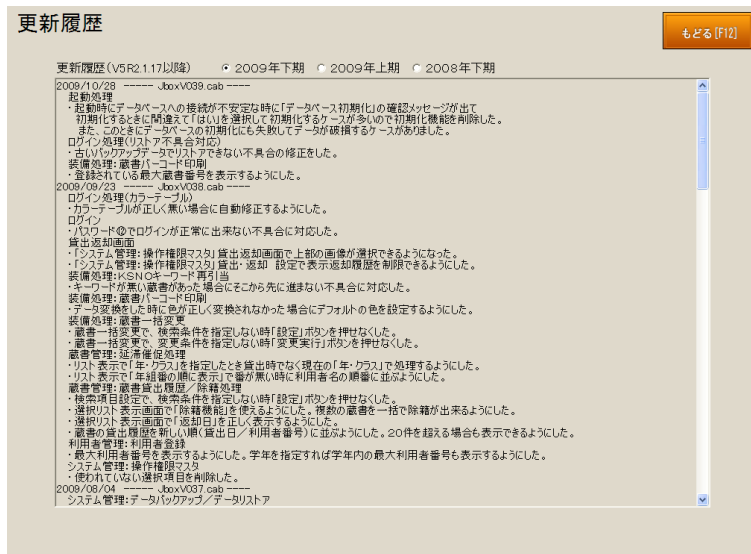 更新履歴
もどる[F12]
更新履歴(V5R2.1.17以降) 2009年下期 2009年上期 2008年下期
2009/10/28 ----- JboxV039.cab ----
起動処理
・起動時にデータベースへの接続が不安定な時に「データベース初期化」の確認メッセージが出て
初期化するときに間違えて「はい」を選択して初期化するケースが多いので初期化機能を削除した。
また、このときにデータベースの初期化にも失敗してデータが破損するケースがありました。
ログイン処理(リストア不具合対応)
・古いバックアップデータでリストアできない不具合の修正をした。
装備処理:蔵書バーコード印刷
・登録されている最大蔵書番号を表示するようにした。
2009/09/23 ----- JboxV038.cab ----
ログイン処理(カラーテーブル)
・カラーテーブルが正しく無い場合に自動修正するようにした。
ログイン
・パスワード@でログインが正常に出来ない不具合に対応した。
貸出返却画面
・「システム管理:操作権限マスタ」貸出返却画面で上部の画像が選択できるようになった。
・「システム管理:操作権限マスタ」貸出・返却 設定で表示返却履歴を制限できるようにした。
装備処理:KSNOキーワード再引当
・キーワードが無い蔵書があった場合にそこから先に進まない不具合に対応した。
装備処理:蔵書バーコード印刷
・データ変換をした時に色が正しく変換されなかった場合にデフォルトの色を設定するようにした。
装備処理:蔵書一括変更
・蔵書一括変更で、検索条件を指定しない時「設定」ボタンを押せなくした。
・蔵書一括変更で、変更条件を指定しない時「変更実行」ボタンを押せなくした。
蔵書管理:延滞催促処理
・リスト表示で「年・クラス」を指定したとき貸出時でなく現在の「年・クラス」で処理するようにした。
・リスト表示で「年組番の順に表示」で番が無い時に利用者名の順番に並ぶようにした。
蔵書管理:蔵書貸出履歴/除籍処理
・検索項目設定で、検索条件を指定しない時「設定」ボタンを押せなくした。
・選択リスト表示画面で「除籍機能」を使えるようにした。複数の蔵書を一括で除籍が出来るようにした。
・選択リスト表示画面で「返却日」を正しく表示するようにした。
・蔵書の貸出履歴を新しい順(貸出日/利用者番号)に並ぶようにした。20件を超える場合も表示できるようにした。
利用者管理:利用者登録
・最大利用者番号を表示するようにした。学年を指定すれば学年内の最大利用者番号も表示するようにした。
システム管理:操作権限マスタ
・使われていない選択項目を削除した。
2009/08/04 ----- JboxV037.cab ----
システム管理:データバックアップ/データリストア